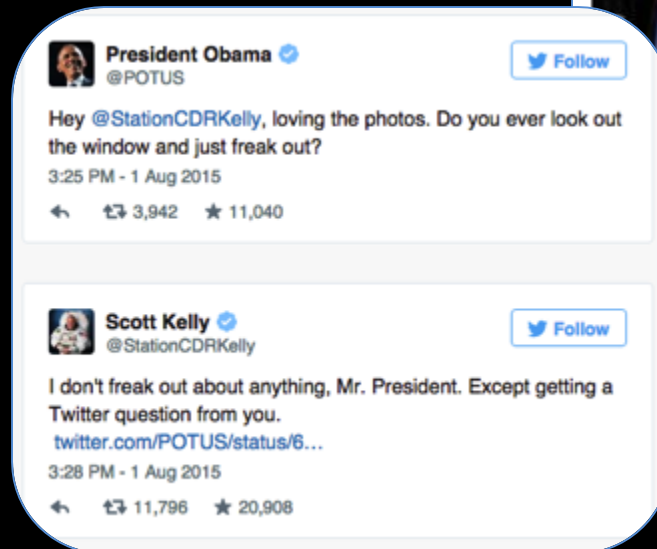 President Obama
Follow
@POTUS
Hey @StationCDRKelly, loving the photos. Do you ever look out
the window and just freak out?
3:25 PM - 1 Aug 2015
3,942 11,040
Scott Kelly
Follow
@StationCDRKelly
I don't freak out about anything, Mr. President. Except getting a
Twitter question from you.
twitter.com/POTUS/status/6...
3:28 PM - 1 Aug 2015
11,796 20,908